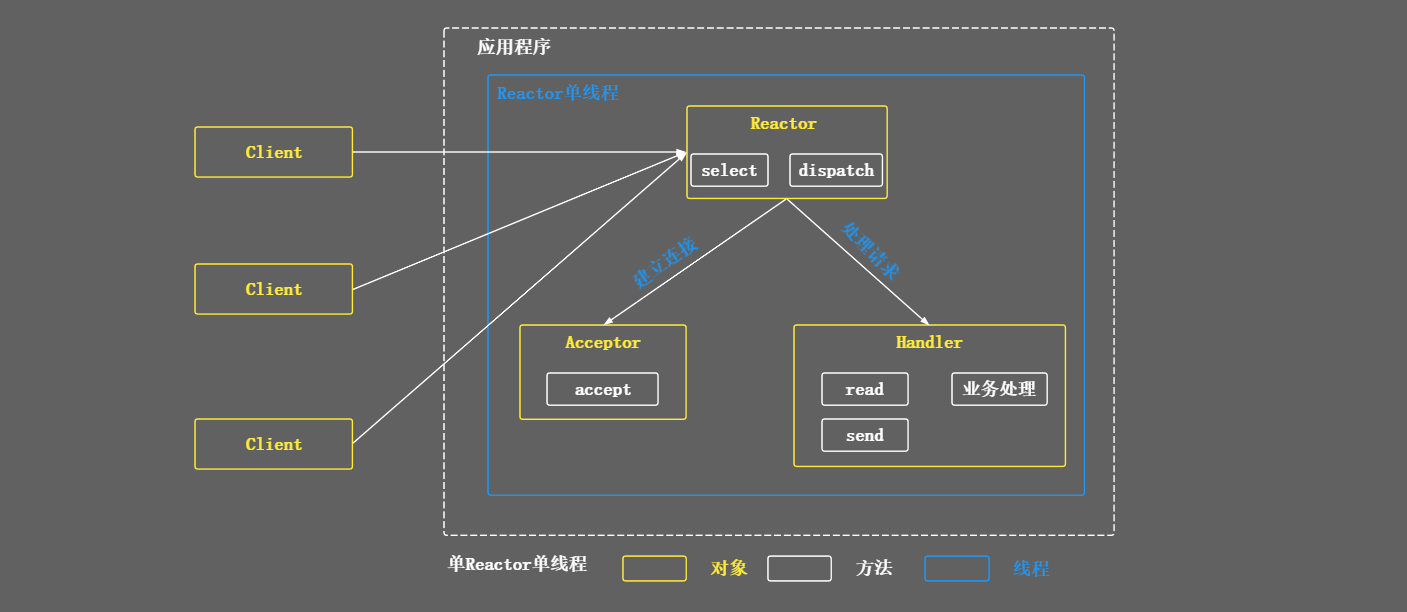 应用程序
Reactor单线程
Reactor
select
dispatch
Client
Client
Client
建立连接
处理请求
Acceptor
accept
Handler
read
业务处理
send
单Reactor单线程
对象
方法
线程